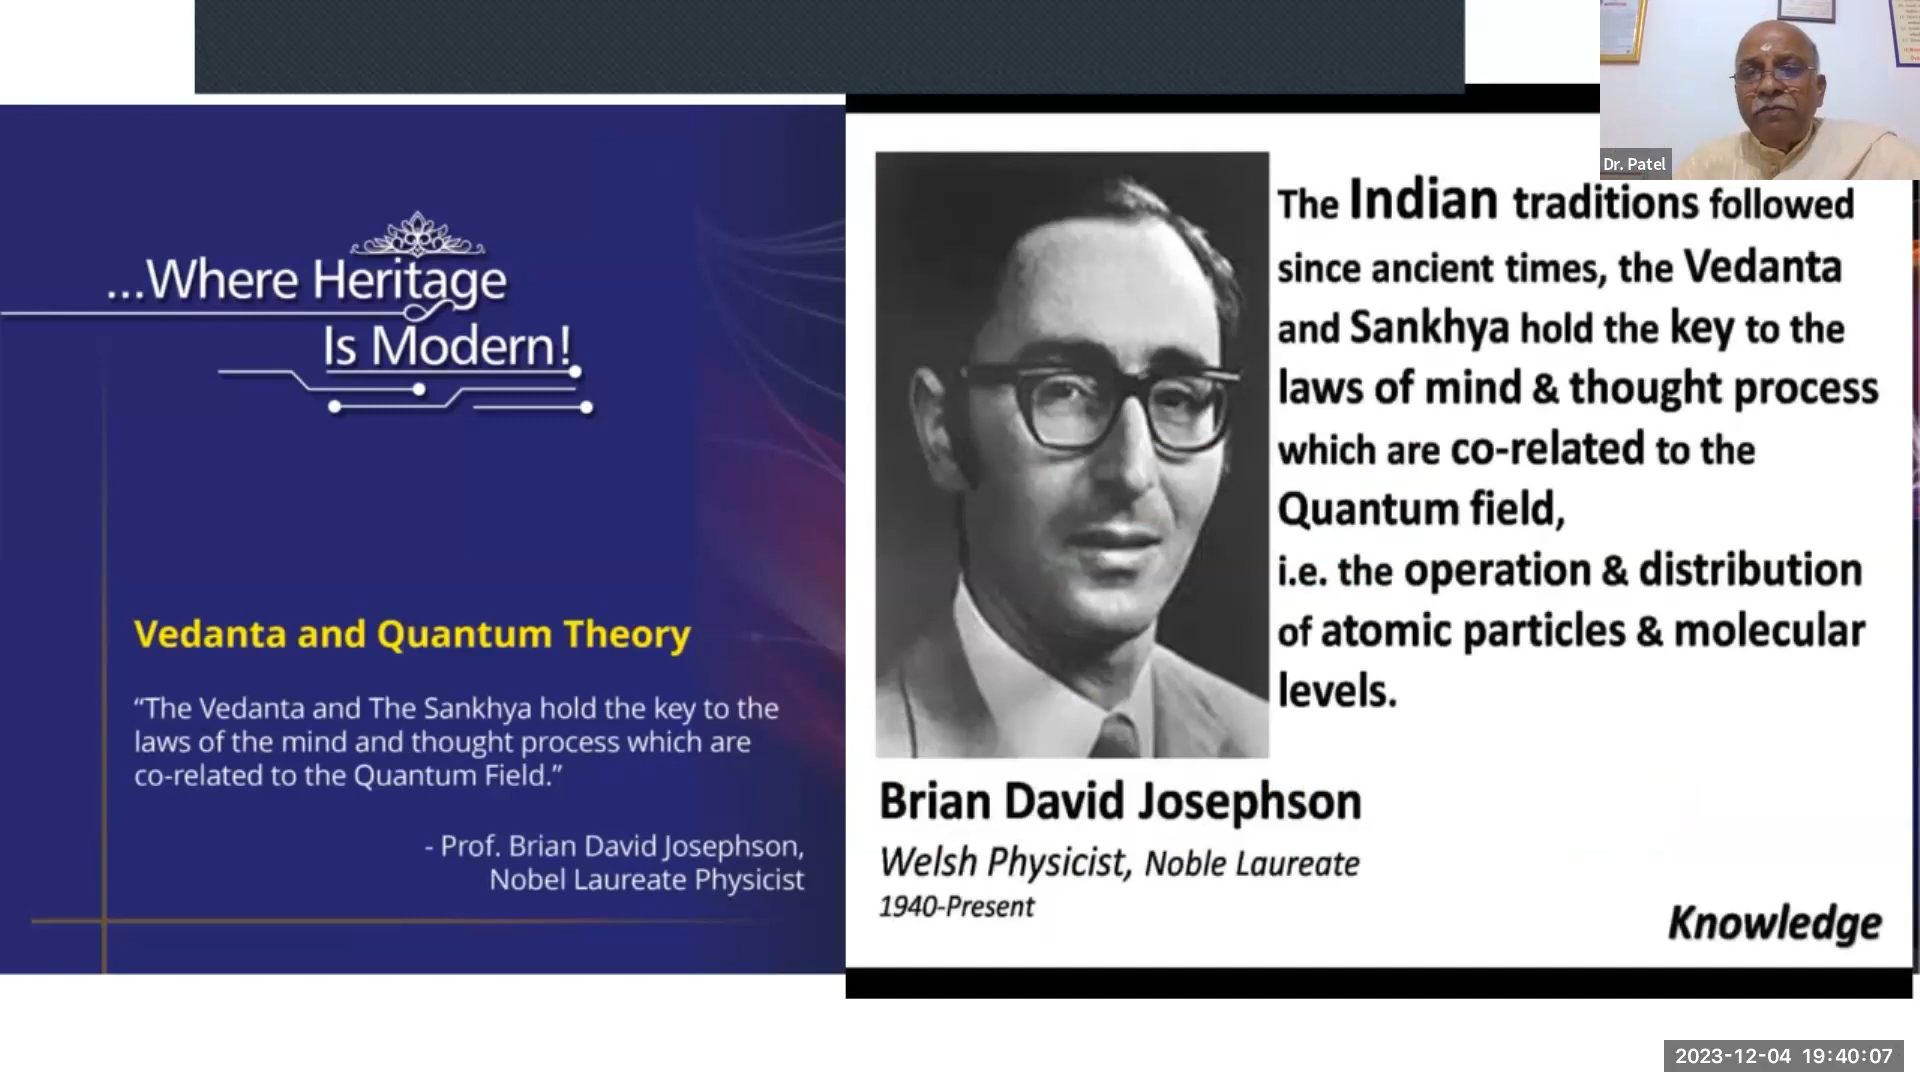 ...Where Heritage
Is Modern!
Vedanta and Quantum Theory
“The Vedanta and The Sankhya hold the key to the
laws of the mind and thought process which are
co-related to the Quantum Field.”
- Prof. Brian David Josephson,
Nobel Laureate Physicist
The Indian traditions followed
since ancient times, the Vedanta
and Sankhya hold the key to the
laws of mind & thought process
which are co-related to the
Quantum field,
i.e. the operation & distribution
of atomic particles & molecular
levels.
Brian David Josephson
Welsh Physicist, Noble Laureate
1940-Present
Knowledge
Dr. Patel
2023-12-04 19:40:07